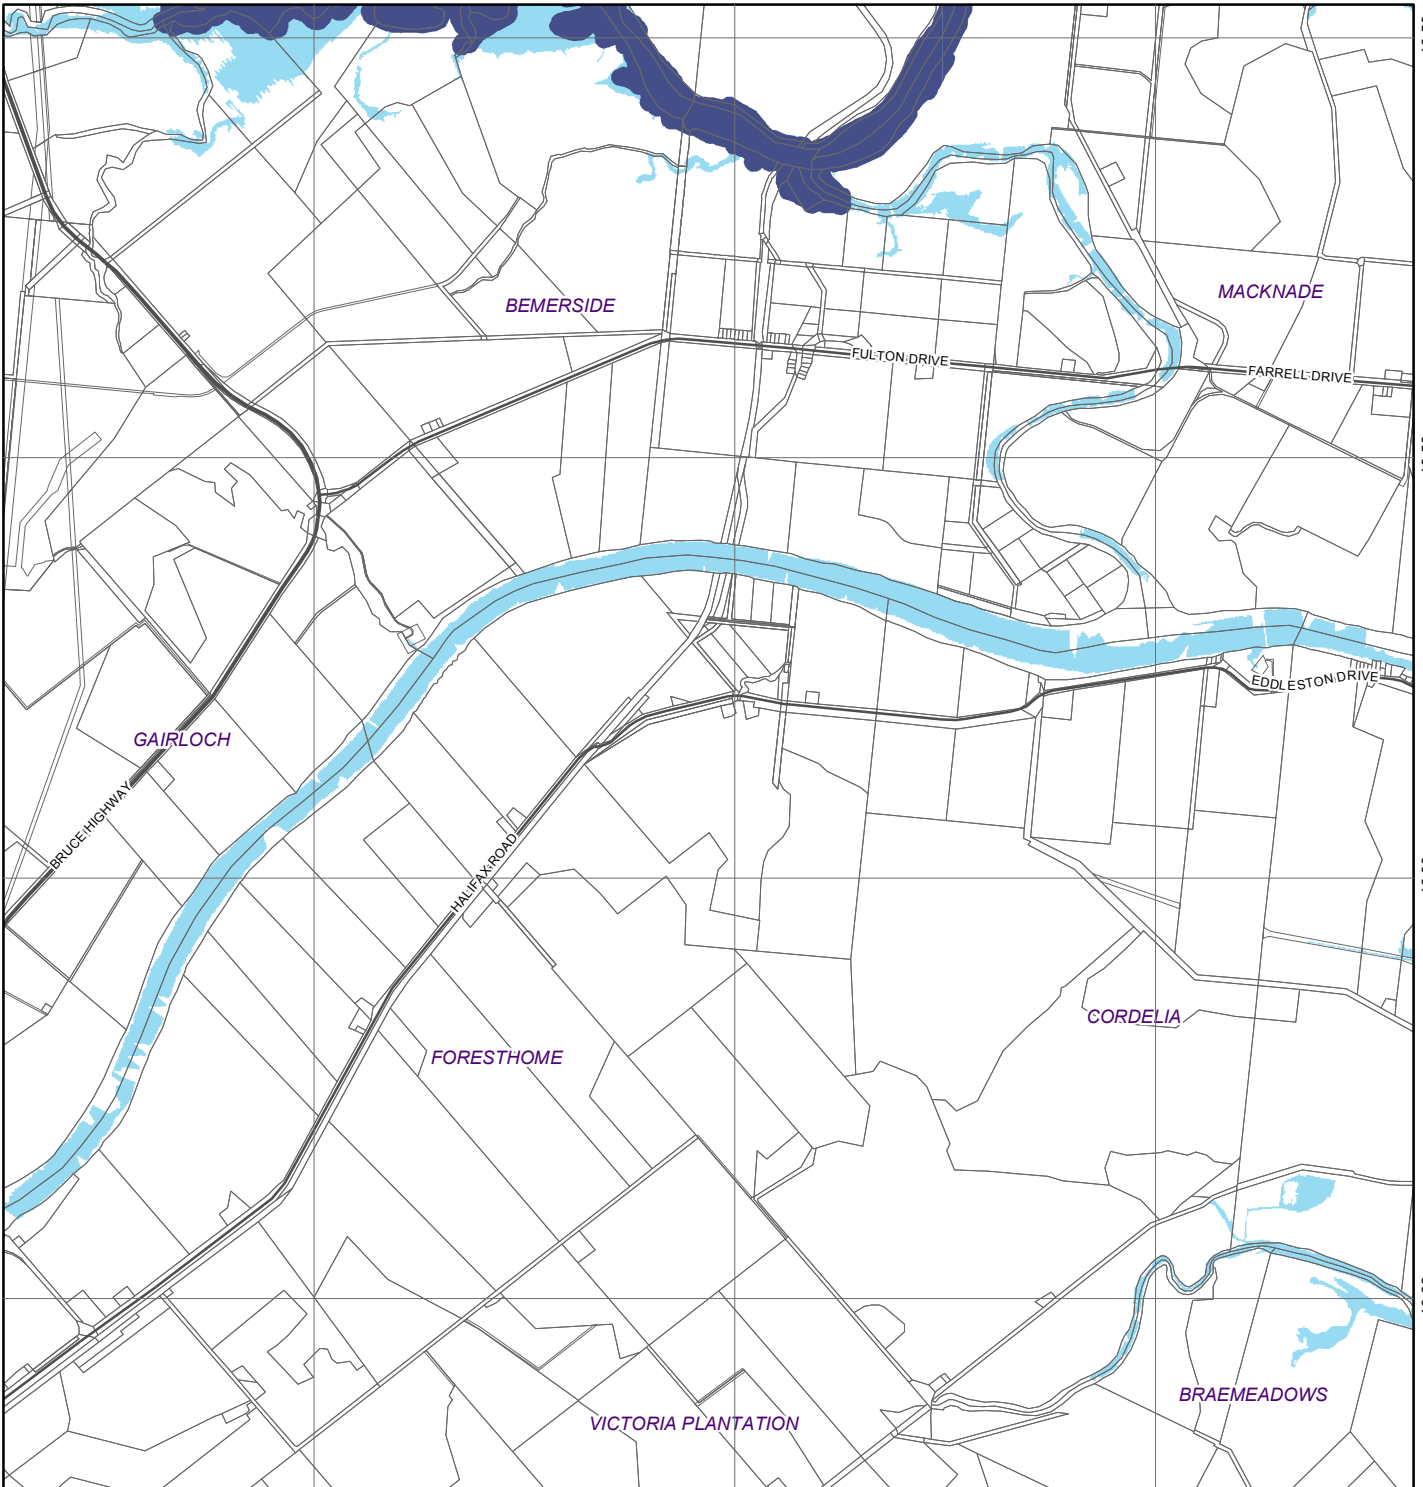 BEMERSIDE
MACKNADE
FULTON DRIVE
FARRELL DRIVE
EDDLESTON DRIVE
GAIRLOCH
BRUCE HIGHWAY
HALIFAX ROAD
CORDELIA
FORESTHOME
BRAEMEADOWS
VICTORIA PLANTATION